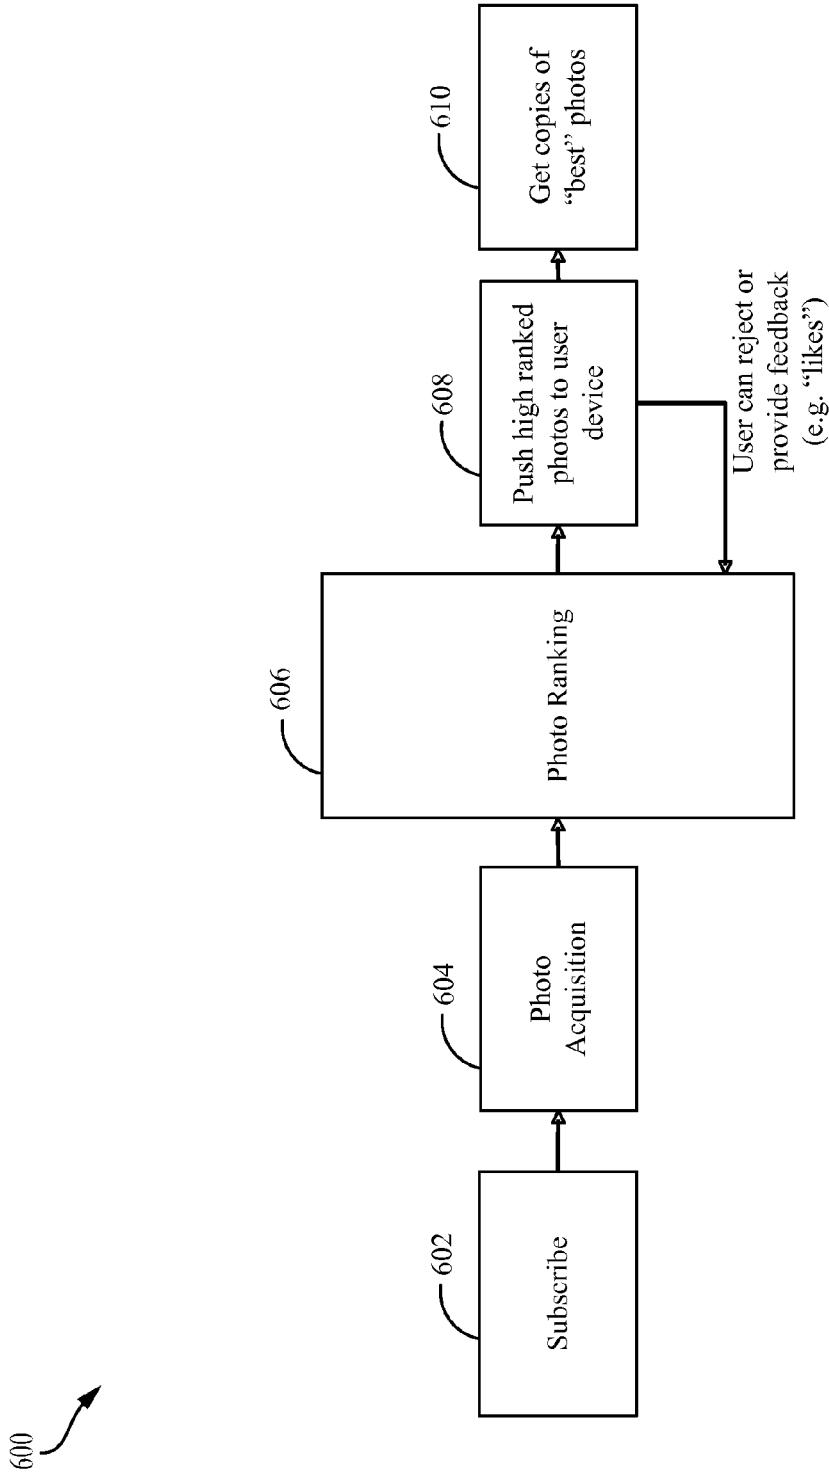 600
602
Subscribe
604
Photo
Acquisition
606
Photo Ranking
608
Push high ranked
photos to user
device
User can reject or
provide feedback
(e.g. “likes”)
610
Get copies of
“best” photos